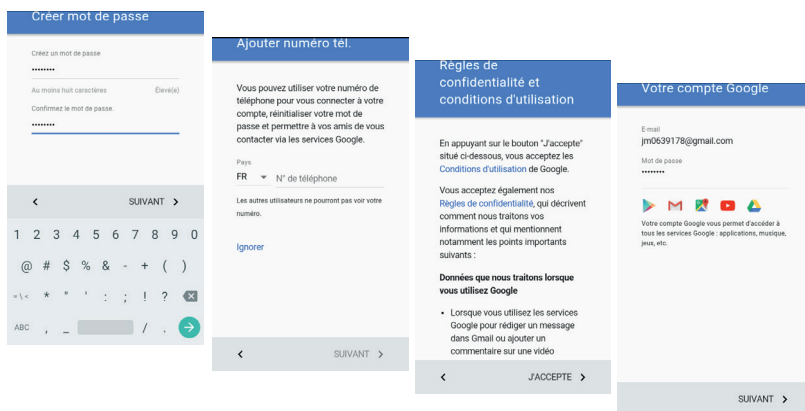 Créer mot de passe
Créez un mot de passe
••••••••
Au moins huit caractères Élevé(e)
Confirmez le mot de passe.
••••••••
SUIVANT
1 2 3 4 5 6 7 8 9 0
@ # $ % & - + ( )
= \ < * " ' : ; ! ?
ABC , _ / .
Ajouter numéro tél.
Vous pouvez utiliser votre numéro de
téléphone pour vous connecter à votre
compte, réinitialiser votre mot de
passe et permettre à vos amis de vous
contacter via les services Google.
Pays
FR N° de téléphone
Les autres utilisateurs ne pourront pas voir votre
numéro.
Ignorer
SUIVANT
Règles de
confidentialité et
conditions d'utilisation
En appuyant sur le bouton "J'accepte"
situé ci-dessous, vous acceptez les
Conditions d'utilisation de Google.
Vous acceptez également nos
Règles de confidentialité, qui décrivent
comment nous traitons vos
informations et qui mentionnent
notamment les points importants
suivants :
Données que nous traitons lorsque
vous utilisez Google
• Lorsque vous utilisez les services
Google pour rédiger un message
dans Gmail ou ajouter un
commentaire sur une vidéo
J'ACCEPTE
Votre compte Google
E-mail
jm0639178@gmail.com
Mot de passe
••••••••
Votre compte Google vous permet d'accéder à
tous les services Google : applications, musique,
jeux, etc.
SUIVANT